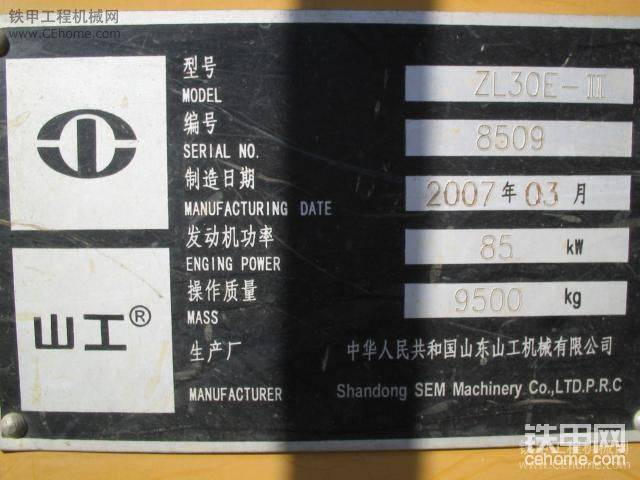 铁甲工程机械网
www.CEhome.com
型号
MODEL
ZL30E-III
编号
SERIAL NO.
8509
制造日期
MANUFACTURING DATE
2007年03月
发动机功率
ENGING POWER
85 kW
操作质量
MASS
9500 kg
山工®
生产厂
MANUFACTURER
中华人民共和国山东山工机械有限公司
Shandong SEM Machinery Co.,LTD.P.R.C
铁甲网
cehome.com